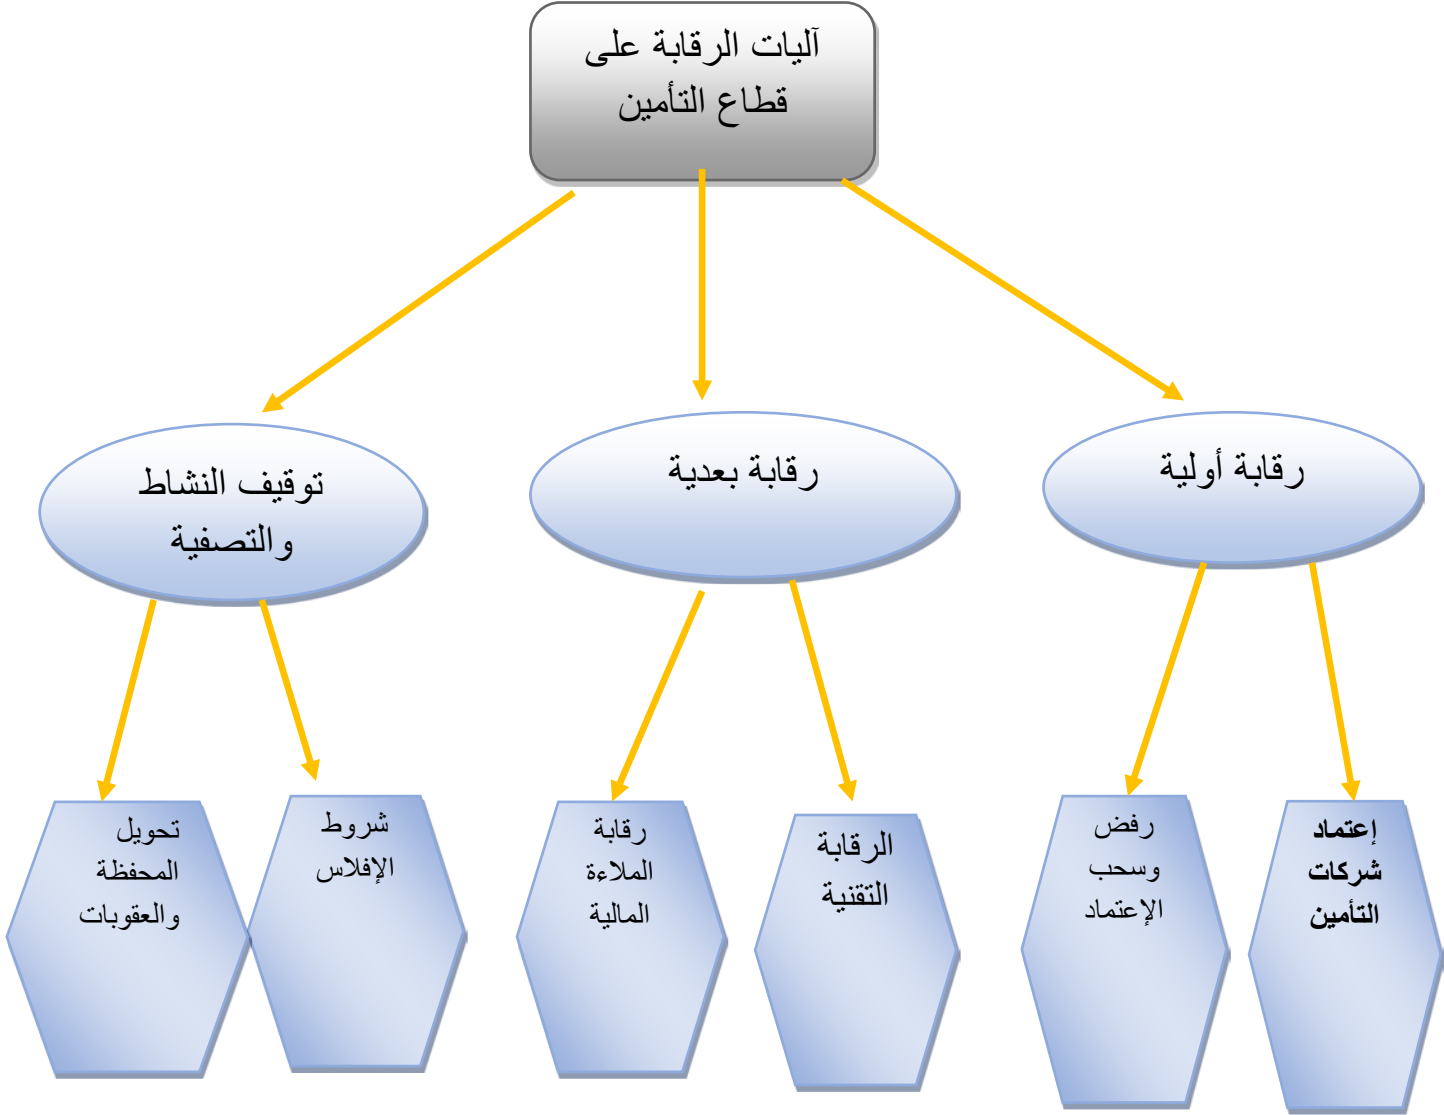 آليات الرقابة على
قطاع التأمين
رقابة أولية
رقابة بعدية
توقيف النشاط
والتصفية
إعتماد
شركات
التأمين
رفض
وسحب
الإعتماد
الرقابة
التقنية
رقابة
الملاءة
المالية
شروط
الإفلاس
تحويل
المحفظة
والعقوبات